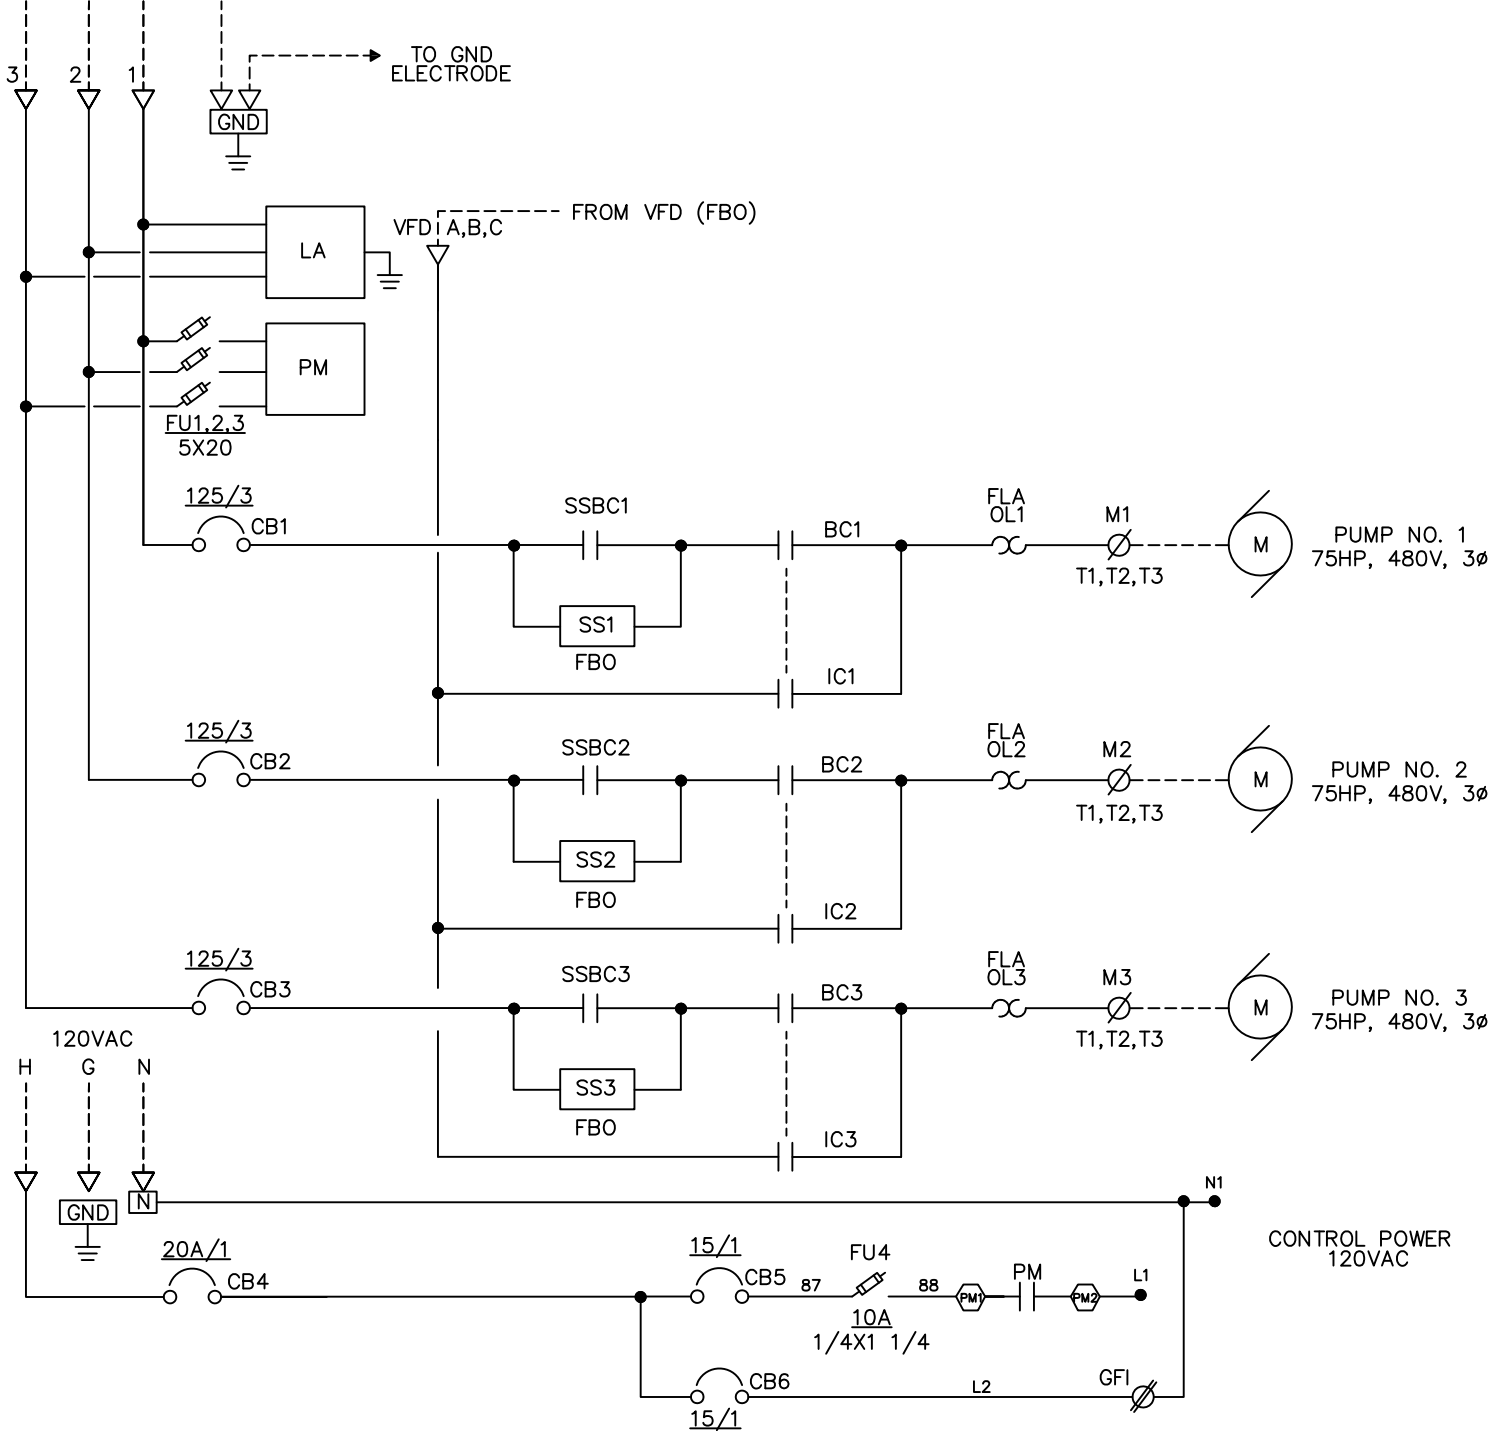 TO GND
ELECTRODE
3
2
1
GND
FROM VFD (FBO)
VFD A,B,C
LA
PM
FU1,2,3
5X20
125/3
CB1
SSBC1
BC1
FLA
OL1
M1
T1,T2,T3
M
PUMP NO. 1
75HP, 480V, 3ø
SS1
FBO
IC1
125/3
CB2
SSBC2
BC2
FLA
OL2
M2
T1,T2,T3
M
PUMP NO. 2
75HP, 480V, 3ø
SS2
FBO
IC2
125/3
CB3
SSBC3
BC3
FLA
OL3
M3
T1,T2,T3
M
PUMP NO. 3
75HP, 480V, 3ø
SS3
FBO
IC3
120VAC
H G N
GND
N
N1
CONTROL POWER
120VAC
20A/1
CB4
15/1
CB5
87
FU4
10A
1/4X1 1/4
88
PM1
PM
PM2
L1
CB6
15/1
L2
GFI